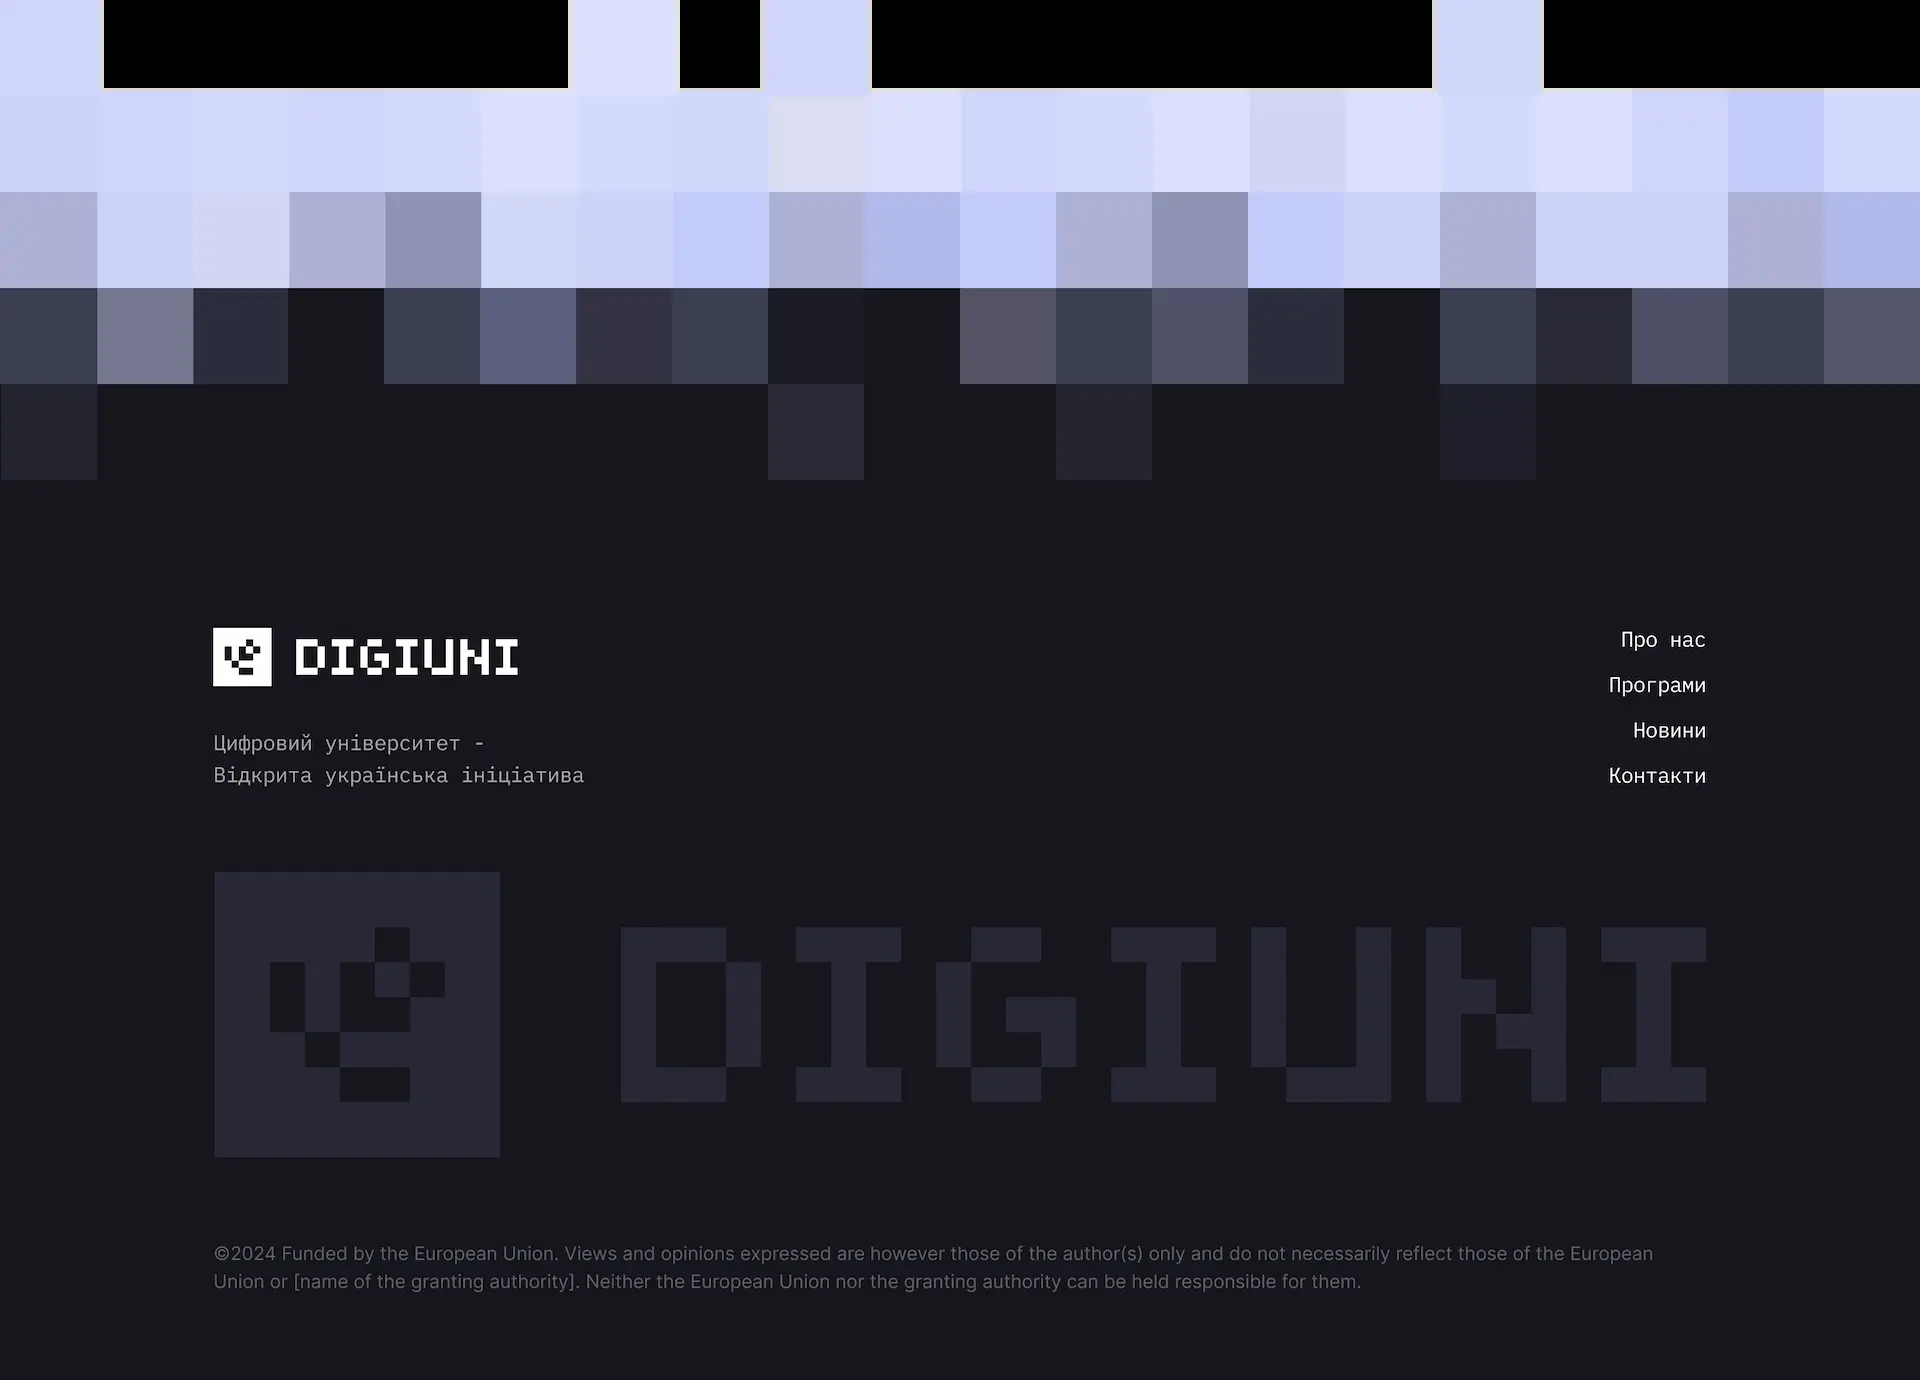 DIGIUNI
Цифровий університет -
Відкрита українська ініціатива
Про нас
Програми
Новини
Контакти
DIGIUNI
©2024 Funded by the European Union. Views and opinions expressed are however those of the author(s) only and do not necessarily reflect those of the European
Union or [name of the granting authority]. Neither the European Union nor the granting authority can be held responsible for them.